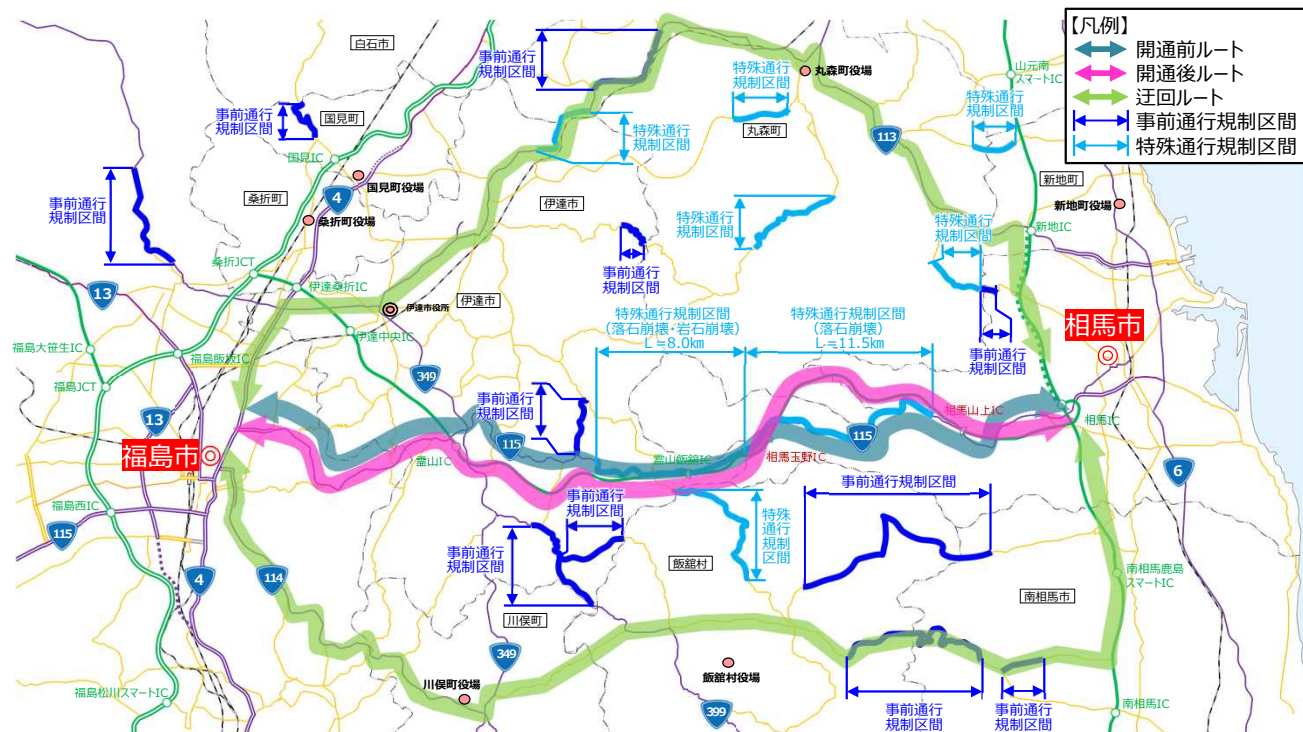 【凡例】
開通前ルート
開通後ルート
迂回ルート
事前通行規制区間
特殊通行規制区間
白石市
事前通行
規制区間
丸森町役場
特殊通行
規制区間
山元南
スマートIC
事前通行
規制区間
国見町
特殊通行
規制区間
丸森町
113
特殊通行
規制区間
国見IC
国見町役場
4
桑折町
桑折町役場
新地町
新地町役場
事前通行
規制区間
伊達市
特殊通行
規制区間
特殊通行
規制区間
新地IC
桑折JCT
伊達桑折IC
事前通行
規制区間
13
伊達市役所
伊達市
伊達中央IC
特殊通行規制区間
(落石崩壊・岩石崩壊)
L=8.0km
特殊通行規制区間
(落石崩壊)
L=11.5km
事前通行
規制区間
相馬市
福島大笹生IC
福島飯坂IC
福島JCT
349
事前通行
規制区間
13
福島市
115
115
相馬山上IC
相馬IC
霊山IC
霊山飯舘IC
相馬玉野IC
6
福島西IC
115
事前通行
規制区間
事前通行規制区間
特殊
通行
規制
区間
事前通行
規制区間
飯舘村
114
4
南相馬鹿島
スマートIC
南相馬市
川俣町
349
川俣町役場
飯舘村役場
福島松川スマートIC
399
事前通行
規制区間
事前通行
規制区間
南相馬IC